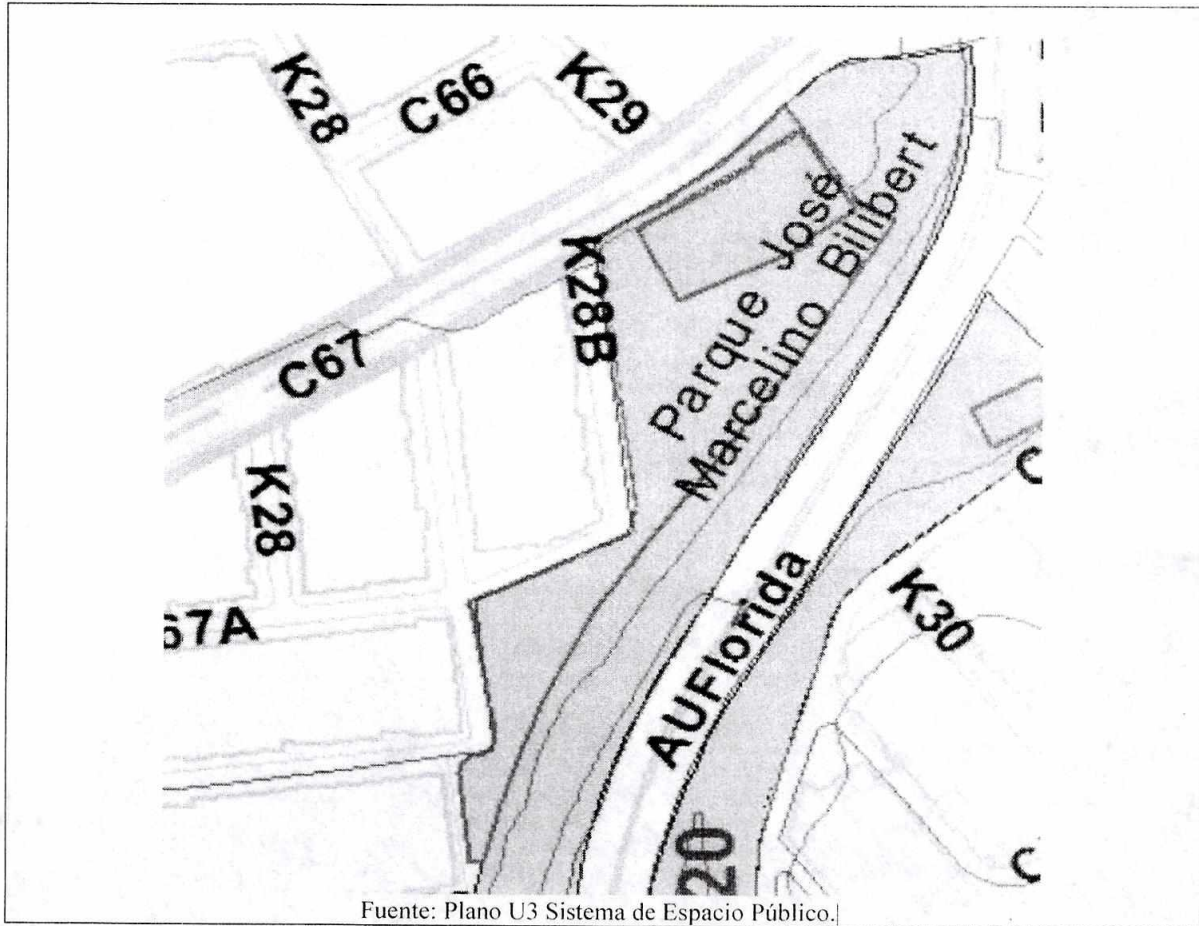 K28
C66
K29
Parque José
Marcelino Bilibert
K28B
C67
K28
67A
K30
AUFlorida
20
Fuente: Plano U3 Sistema de Espacio Público.